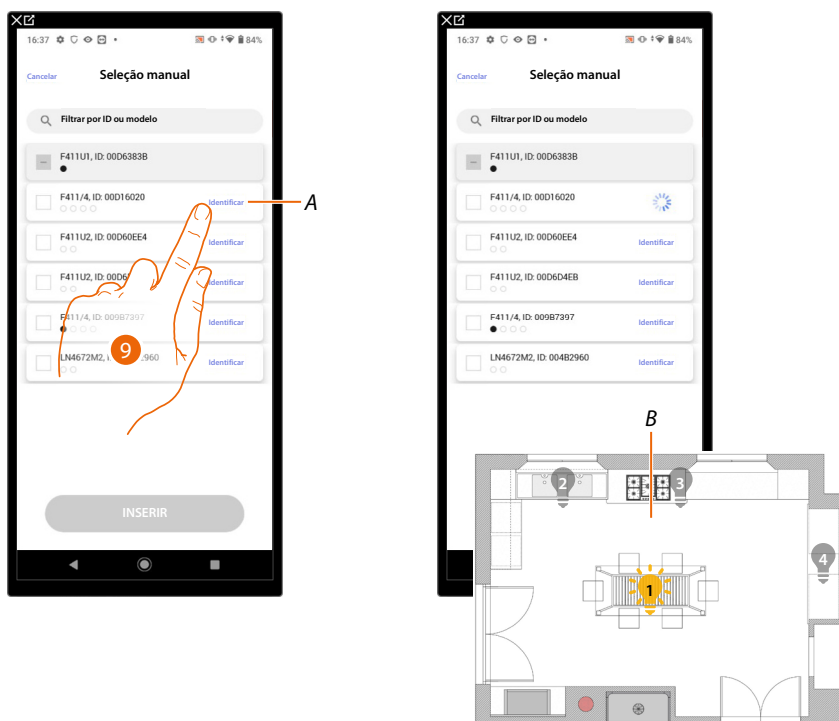 16:37
84%
Cancelar
Seleção manual
Filtrar por ID ou modelo
F411U1, ID: 00D6383B
F411/4, ID: 00D16020
Identificar
A
F411U2, ID: 00D60EE4
Identificar
F411U2, ID: 00D6
Identificar
F411/4, ID: 009B7397
Identificar
9
LN4672M2, 2960
Identificar
INSERIR
16:37
84%
Cancelar
Seleção manual
Filtrar por ID ou modelo
F411U1, ID: 00D6383B
F411/4, ID: 00D16020
F411U2, ID: 00D60EE4
Identificar
F411U2, ID: 00D6D4EB
Identificar
F411/4, ID: 009B7397
Identificar
LN4672M2, ID: 004B2960
Identificar
B
2
3
4
1